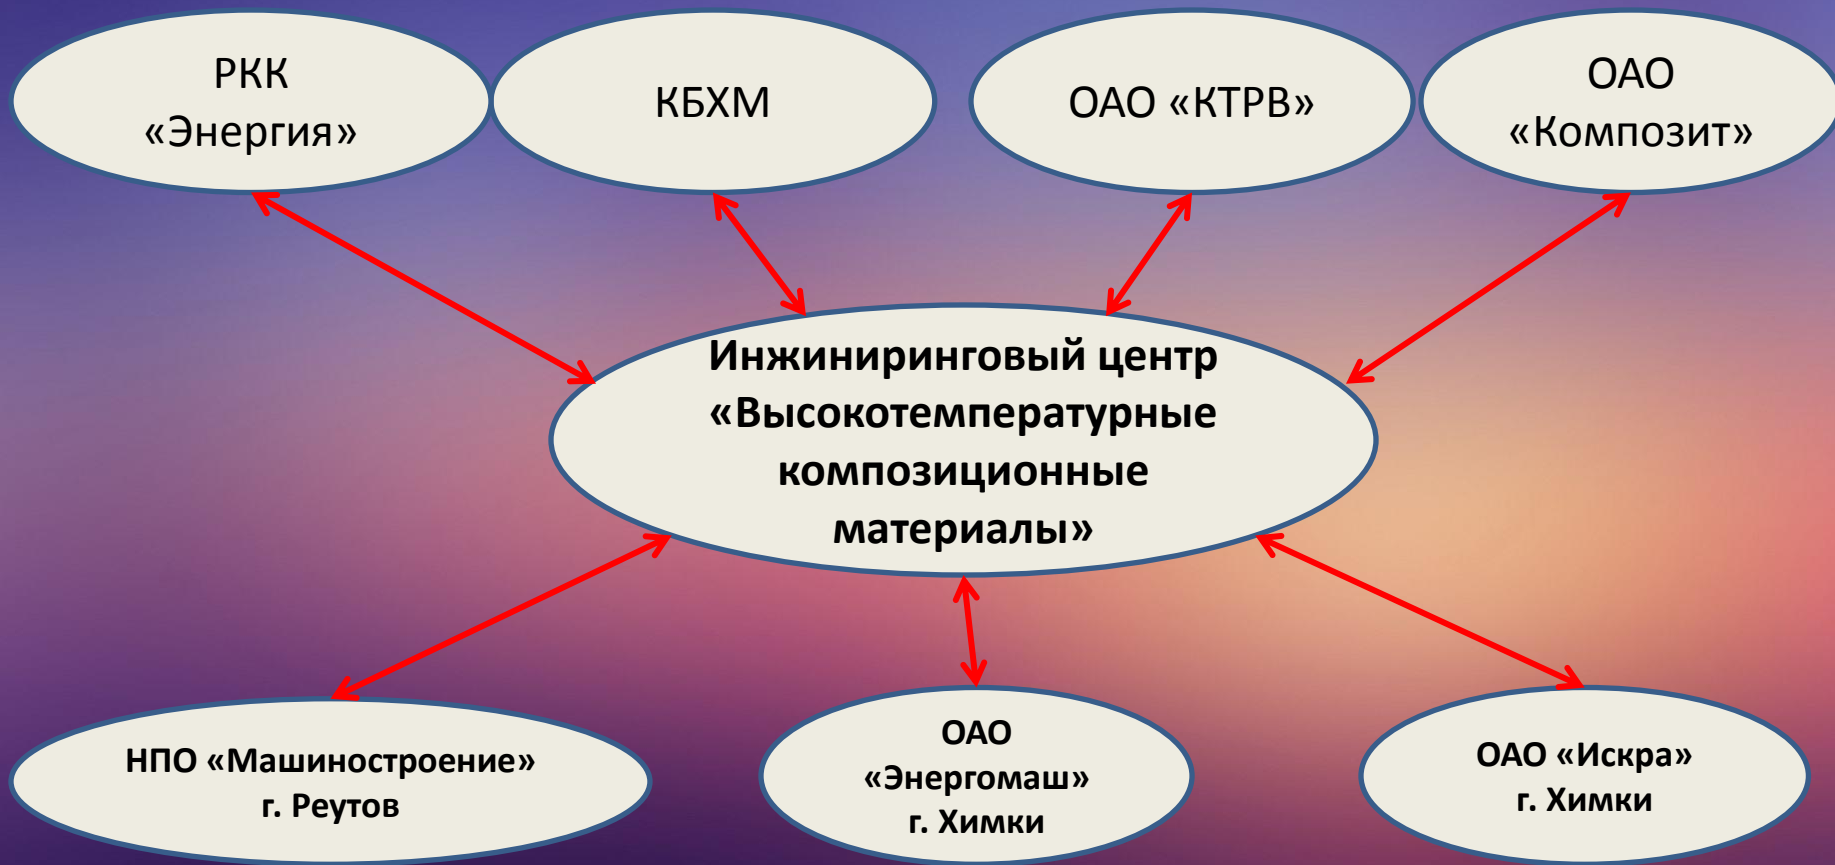 РКК
«Энергия»
КБХМ
ОАО «КТРВ»
ОАО
«Композит»
Инжиниринговый центр
«Высокотемпературные
композиционные
материалы»
НПО «Машиностроение»
г. Реутов
ОАО
«Энергомаш»
г. Химки
ОАО «Искра»
г. Химки